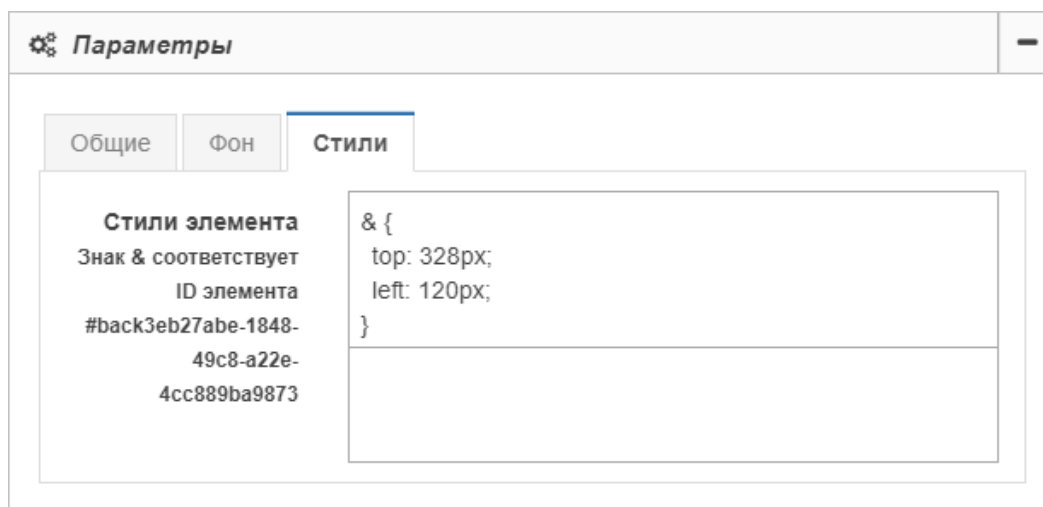 Параметры
Общие
Фон
Стили
Стили элемента
Знак & соответствует
ID элемента
#back3eb27abe-1848-
49c8-a22e-
4cc889ba9873
& {
top: 328px;
left: 120px;
}